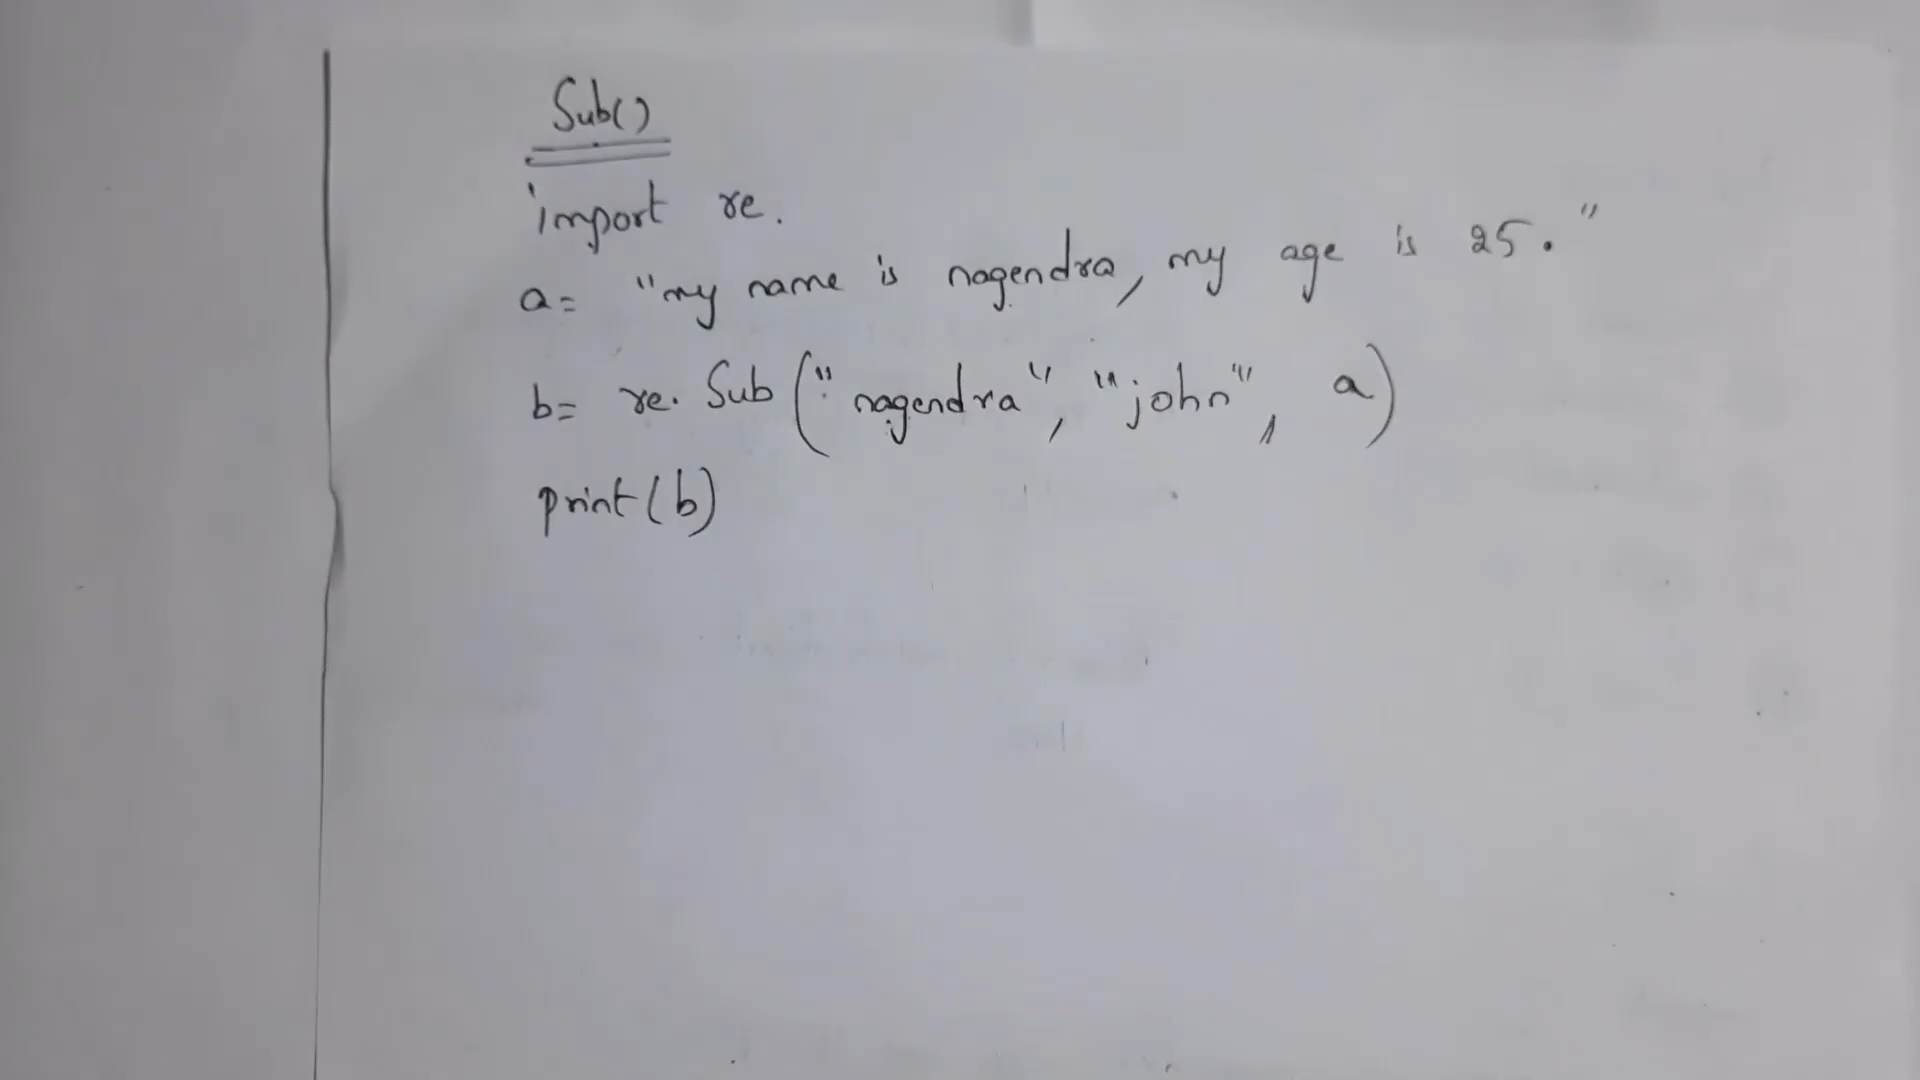 Sub()
import re.
a= "my name is nagendra, my age is 25."
b= re. Sub ("nagendra", "john", a)
print(b)